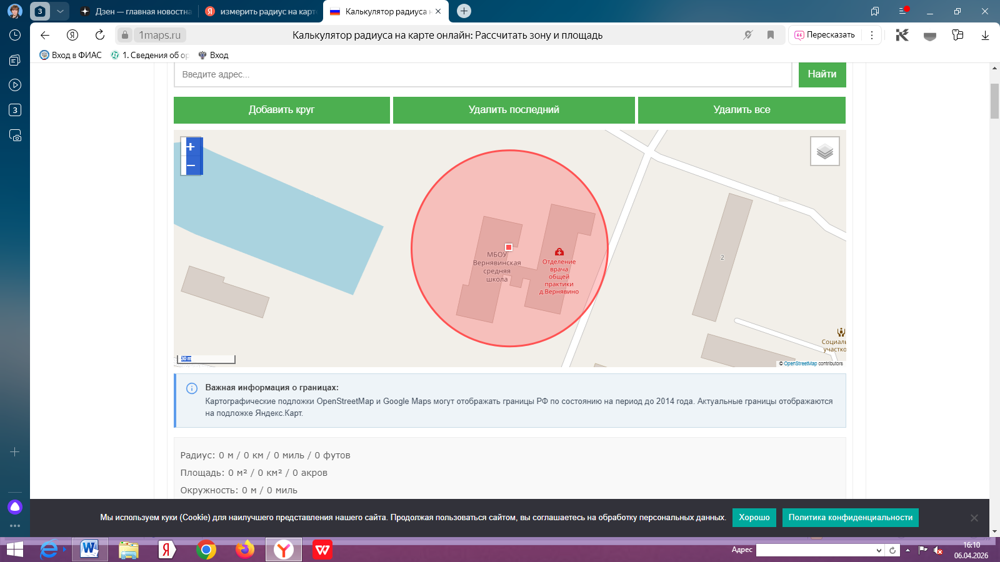 3
Дзен — главная новостна
Я
измерить радиус на карт
Калькулятор радиуса н
Я
1maps.ru
Калькулятор радиуса на карте онлайн: Рассчитать зону и площадь
Пересказать
Вход в ФИАС
1. Сведения об ор
Вход
3
Введите адрес...
Найти
Добавить круг
Удалить последний
Удалить все
+
−
МБОУ
Вернявинская
средняя
школа
Отделение
врача
общей
практики
д.Вернявино
2
Социаль
участко
30 m
© OpenStreetMap contributors
Важная информация о границах:
Картографические подложки OpenStreetMap и Google Maps могут отображать границы РФ по состоянию на период до 2014 года. Актуальные границы отображаются
на подложке Яндекс.Карт.
Радиус: 0 м / 0 км / 0 миль / 0 футов
Площадь: 0 м² / 0 км² / 0 акров
Окружность: 0 м / 0 миль
Мы используем куки (Cookie) для наилучшего представления нашего сайта. Продолжая пользоваться сайтом, вы соглашаетесь на обработку персональных данных.
Хорошо
Политика конфиденциальности
Адрес
16:10
06.04.2026